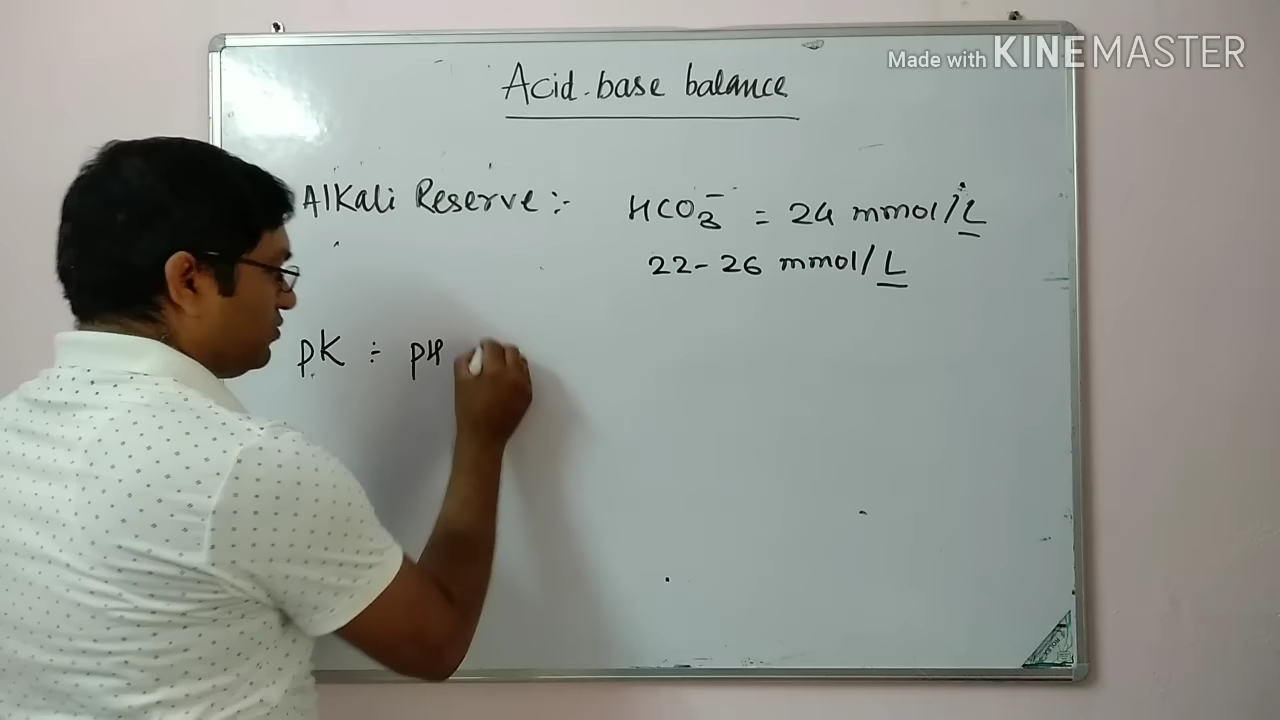 Made with KINEMASTER
Acid-base balance
Alkali Reserve:- HCO3⁻ = 24 mmol/L
22-26 mmol/L
pK ÷ pH